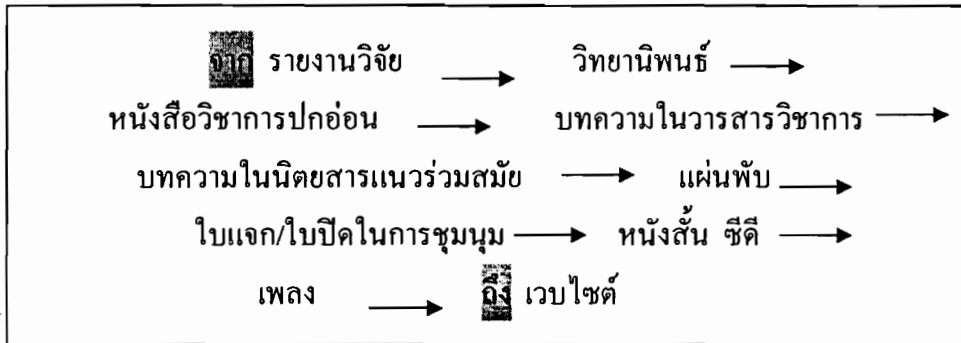 จาก รายงานวิจัย → วิทยานิพนธ์ →
หนังสือวิชาการปกอ่อน → บทความในวารสารวิชาการ →
บทความในนิตยสารแนวร่วมสมัย → แผ่นพับ →
ใบแจก/ใบปิดในการชุมนุม → หนังสั้น ซีดี →
เพลง → ถึง เวบไซต์